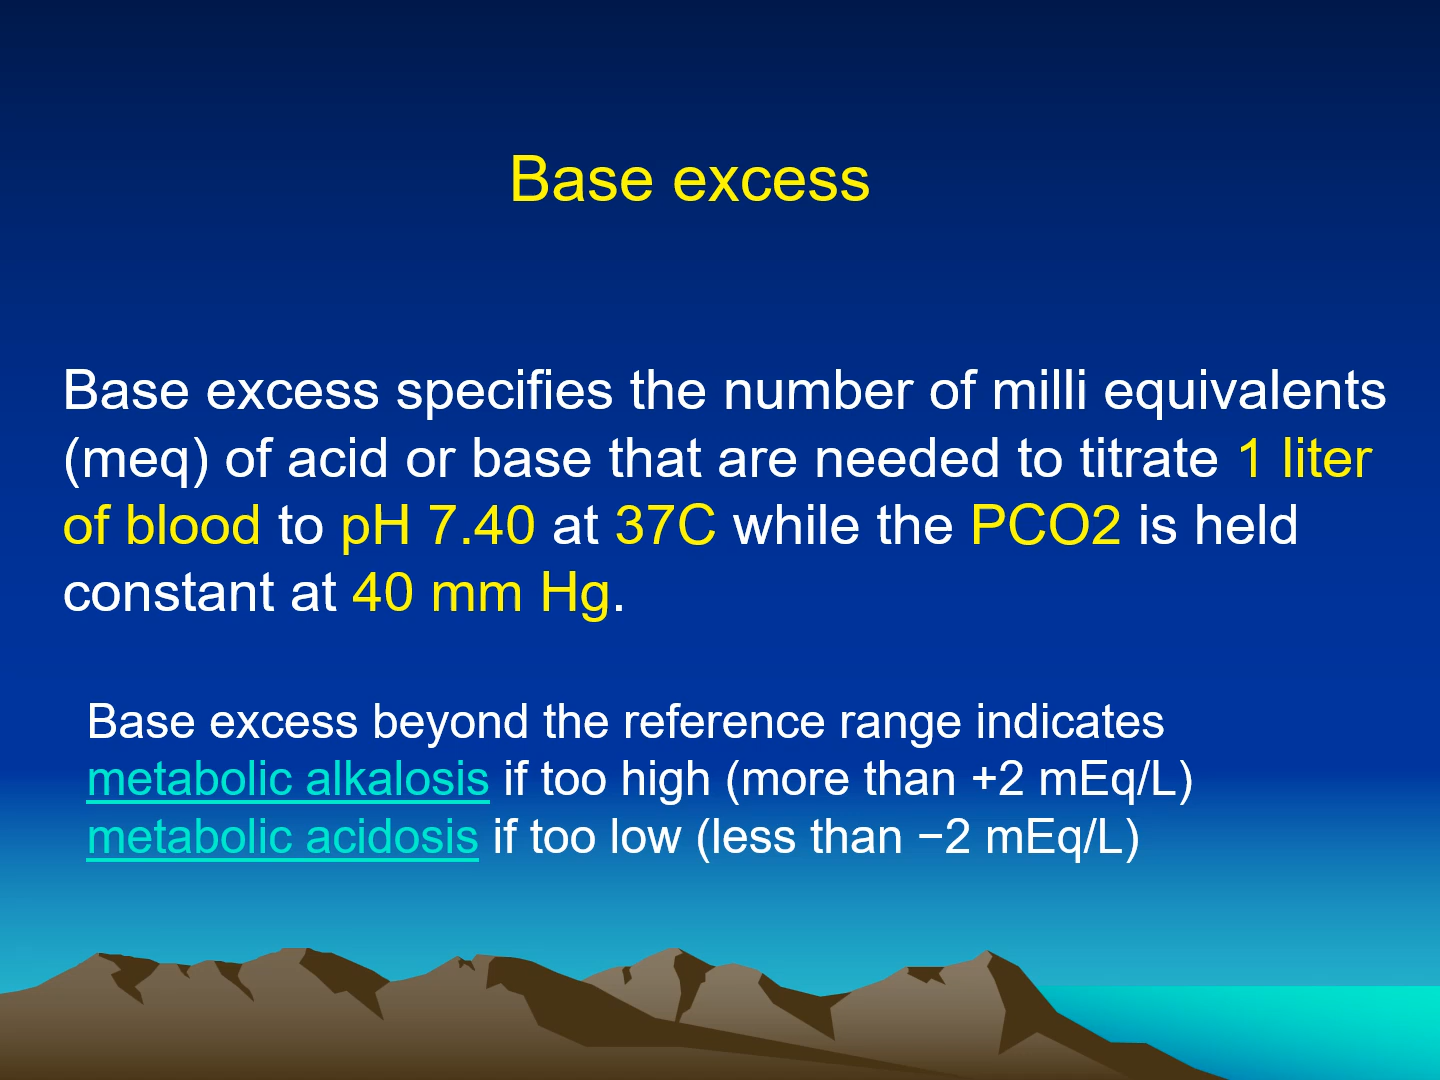 Base excess
Base excess specifies the number of milli equivalents
(meq) of acid or base that are needed to titrate 1 liter
of blood to pH 7.40 at 37C while the PCO2 is held
constant at 40 mm Hg.
Base excess beyond the reference range indicates
metabolic alkalosis if too high (more than +2 mEq/L)
metabolic acidosis if too low (less than −2 mEq/L)